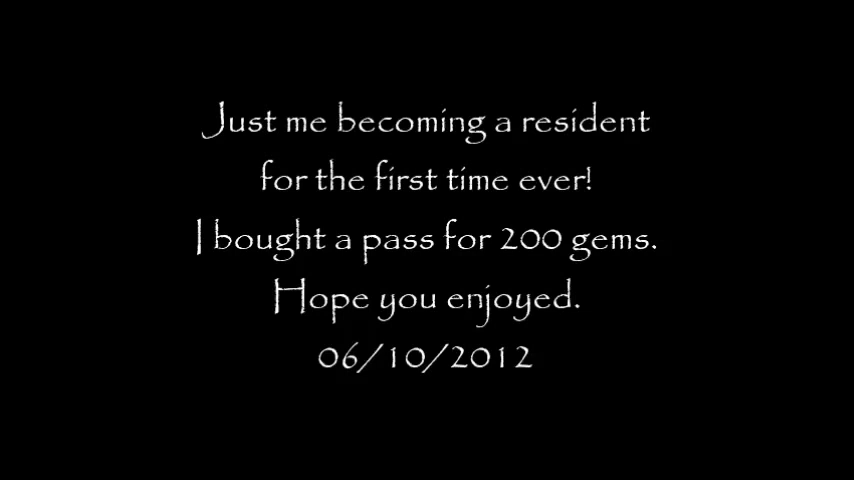 Just me becoming a resident
for the first time ever!
I bought a pass for 200 gems.
Hope you enjoyed.
06/10/2012